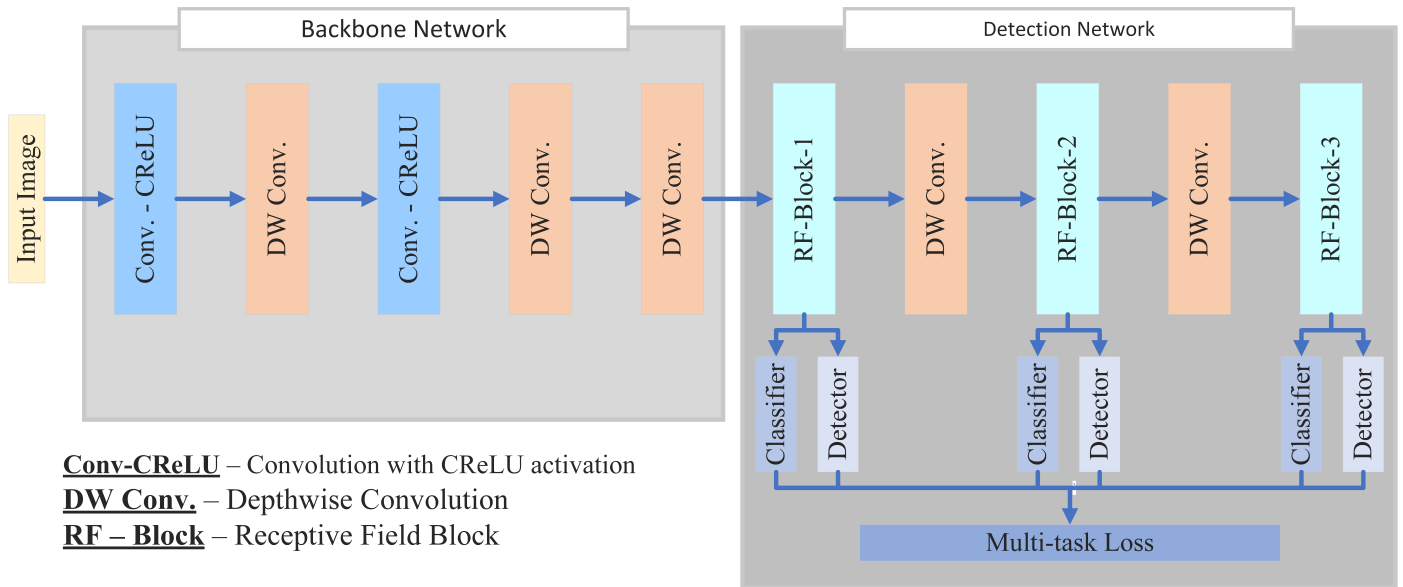 Backbone Network
Detection Network
Input Image
Conv. - CReLU
DW Conv.
Conv. - CReLU
DW Conv.
DW Conv.
RF-Block-1
DW Conv.
RF-Block-2
DW Conv.
RF-Block-3
Classifier
Detector
Classifier
Detector
Classifier
Detector
Conv-CReLU – Convolution with CReLU activation
DW Conv. – Depthwise Convolution
RF – Block – Receptive Field Block
Multi-task Loss